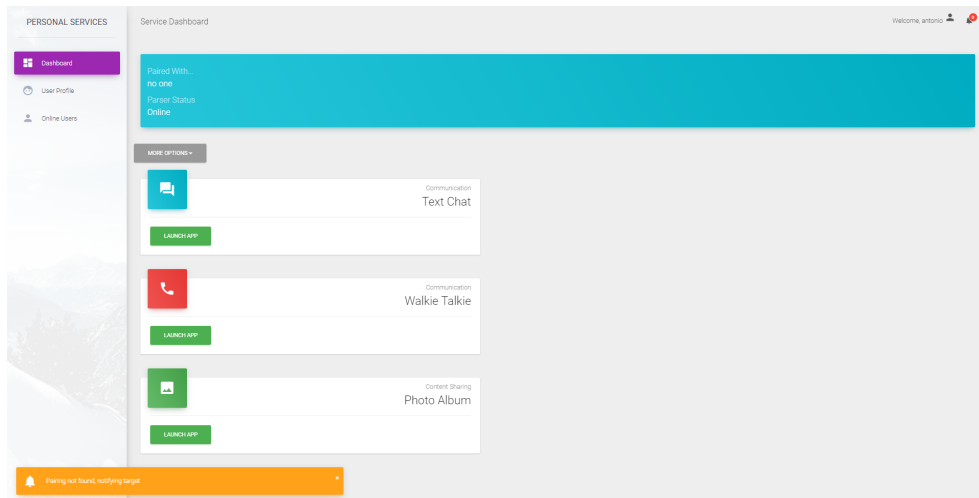 PERSONAL SERVICES
Service Dashboard
Welcome, antonio
Dashboard
User Profile
Online Users
Paired With...
no one
Parser Status
Online
MORE OPTIONS
Communication
Text Chat
LAUNCH APP
Communication
Walkie Talkie
LAUNCH APP
Content Sharing
Photo Album
LAUNCH APP
Pairing not found, notifying target